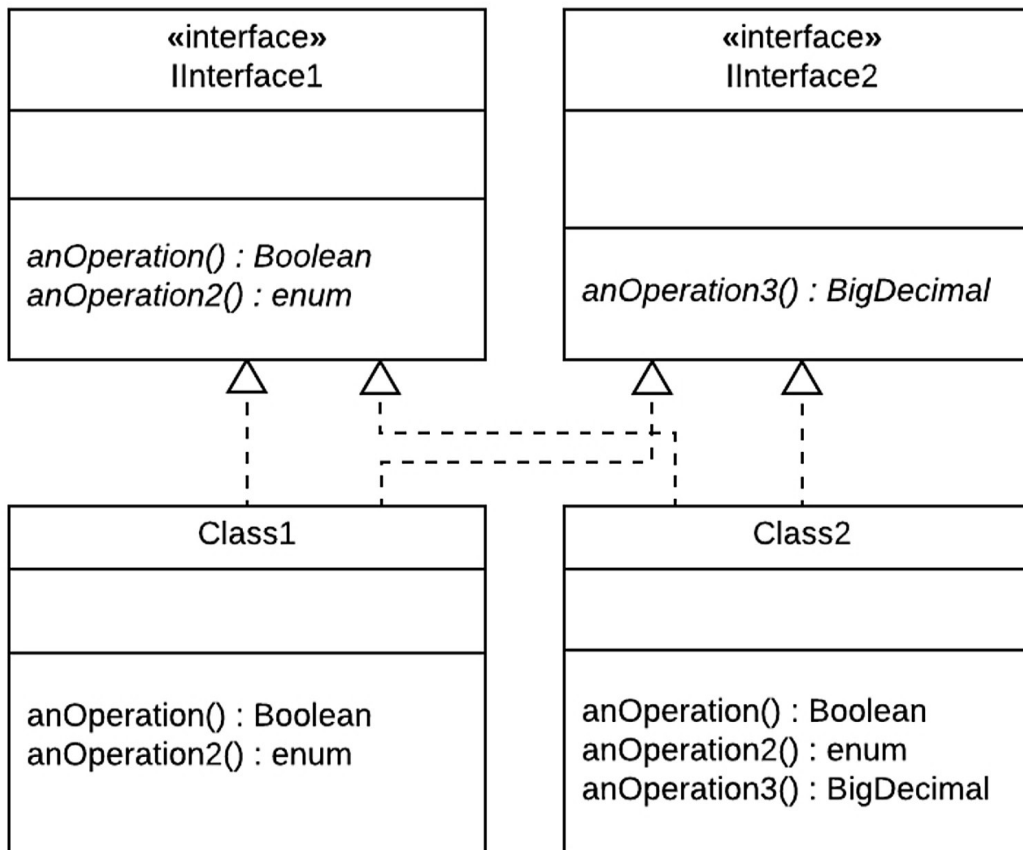 «interface»
IInterface1
anOperation() : Boolean
anOperation2() : enum
«interface»
IInterface2
anOperation3() : BigDecimal
Class1
anOperation() : Boolean
anOperation2() : enum
Class2
anOperation() : Boolean
anOperation2() : enum
anOperation3() : BigDecimal